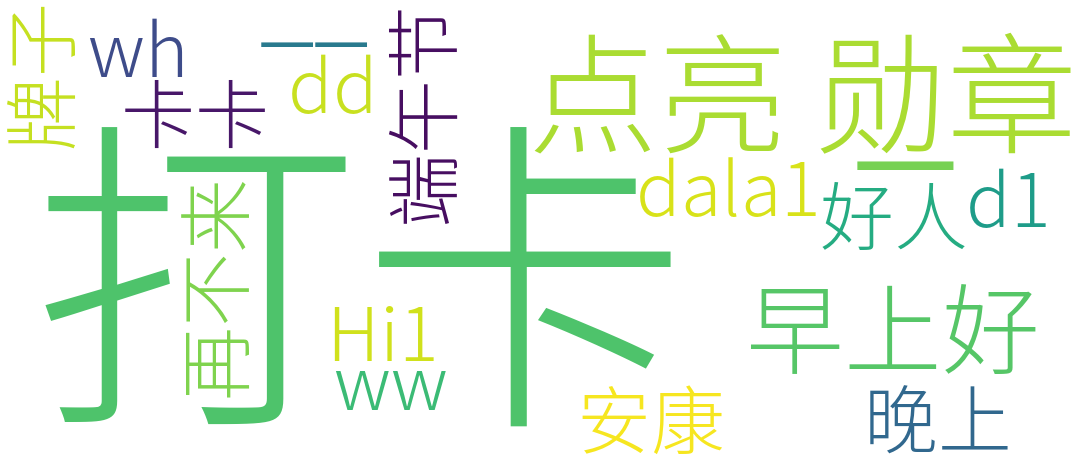 牌子
wh
一一
端午节
卡卡
dd
点亮
勋章
打卡
再不来
dala1
一
好人
d1
Hi1
ww
早上好
安康
晚上